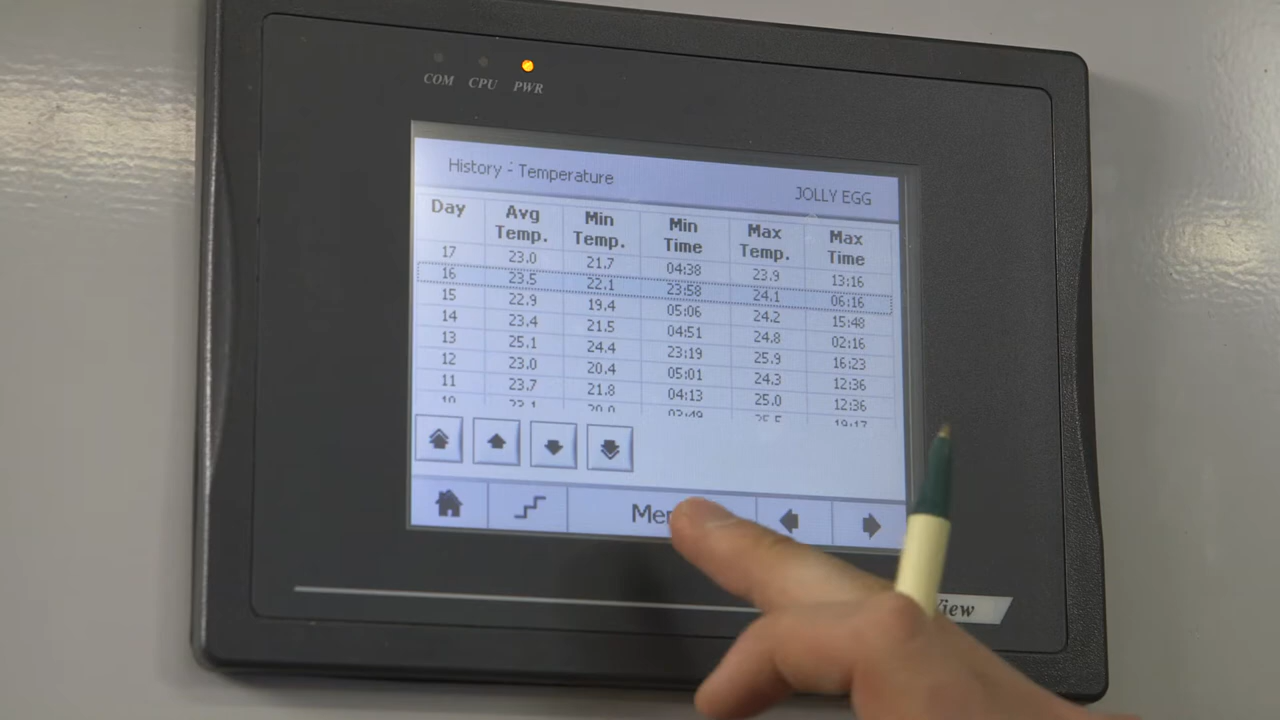 COM CPU PWR
History - Temperature
JOLLY EGG
Day Avg Temp. Min Temp. Min Time Max Temp. Max Time
17 23.0 21.7 04:38 23.9 13:16
16 23.5 22.1 23:58 24.1 06:16
15 22.9 19.4 05:06 24.2 15:48
14 23.4 21.5 04:51 24.8 02:16
13 25.1 24.4 23:19 25.9 16:23
12 23.0 20.4 05:01 24.3 12:36
11 23.7 21.8 04:13 25.0 12:36
Me
View